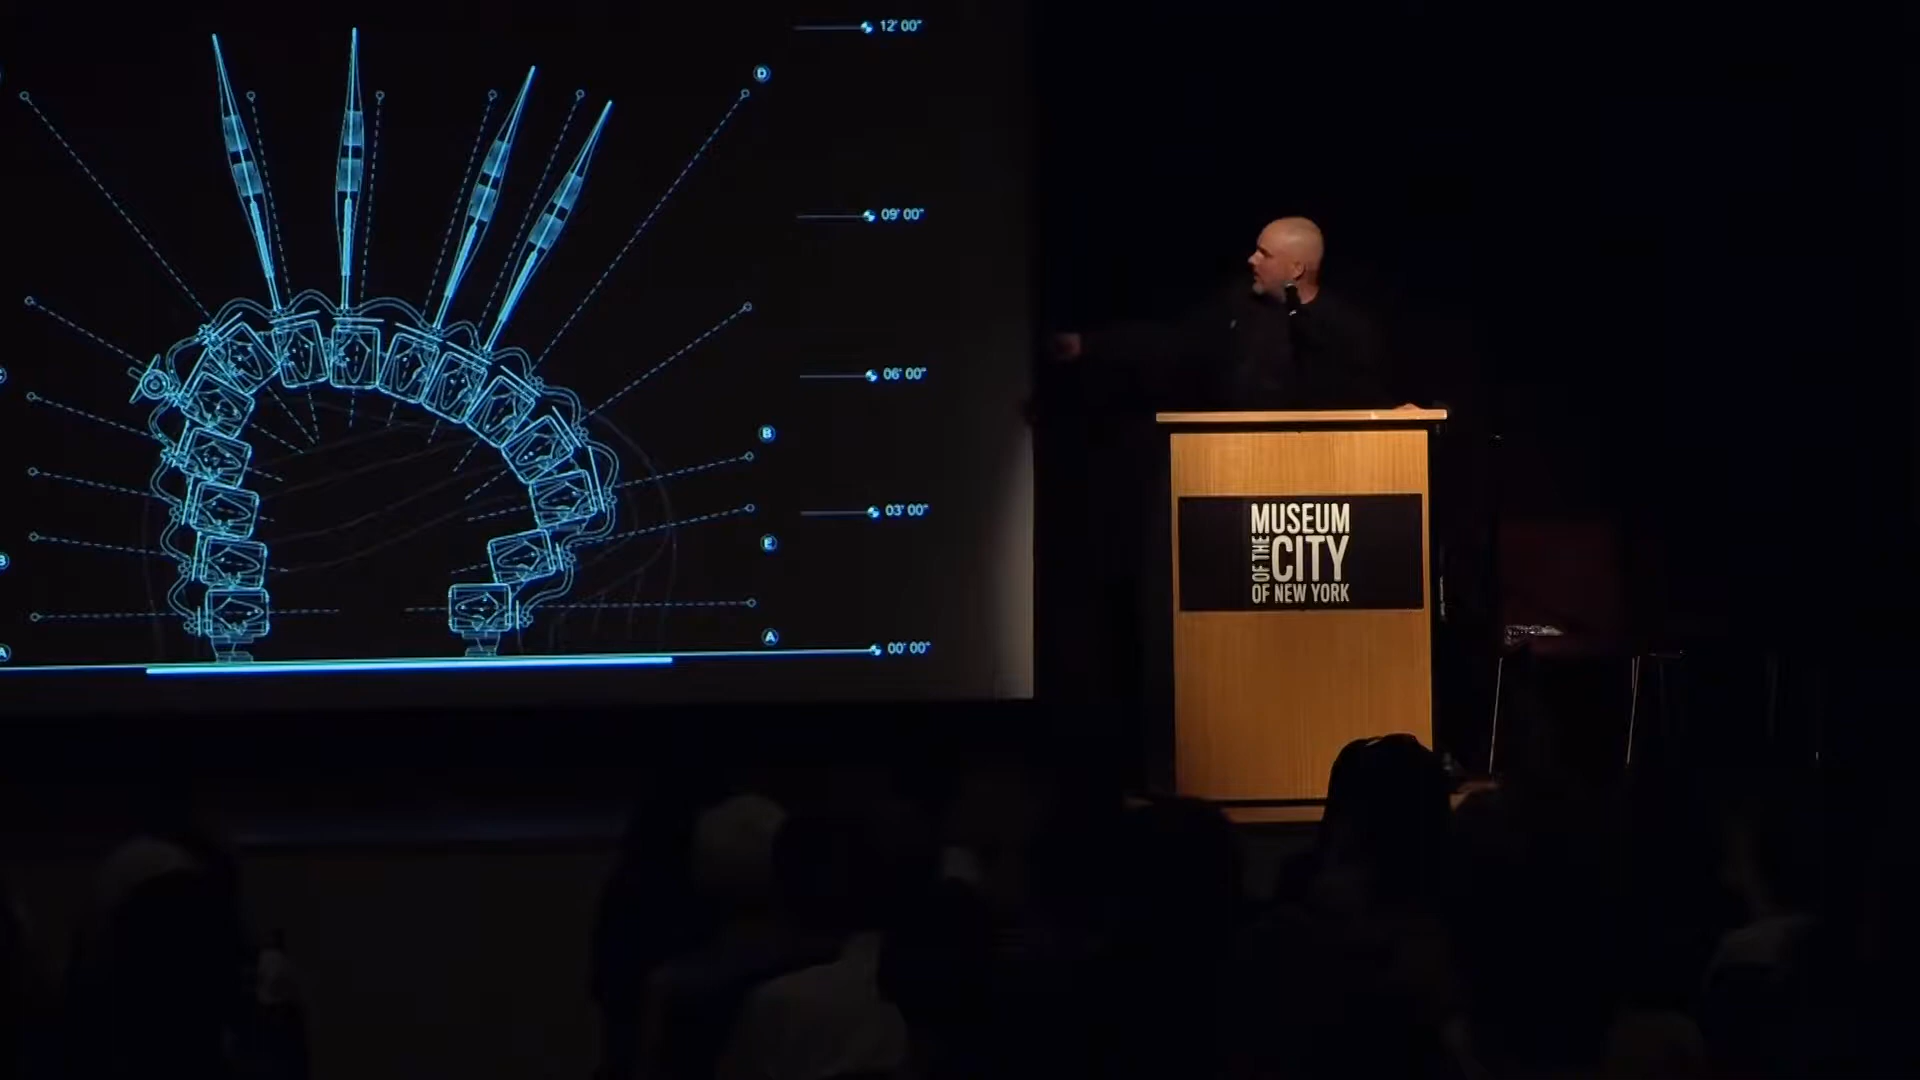 12' 00"
D
09' 00"
06' 00"
B
03' 00"
E
B
A
00' 00"
A
MUSEUM
OF THE
CITY
OF NEW YORK